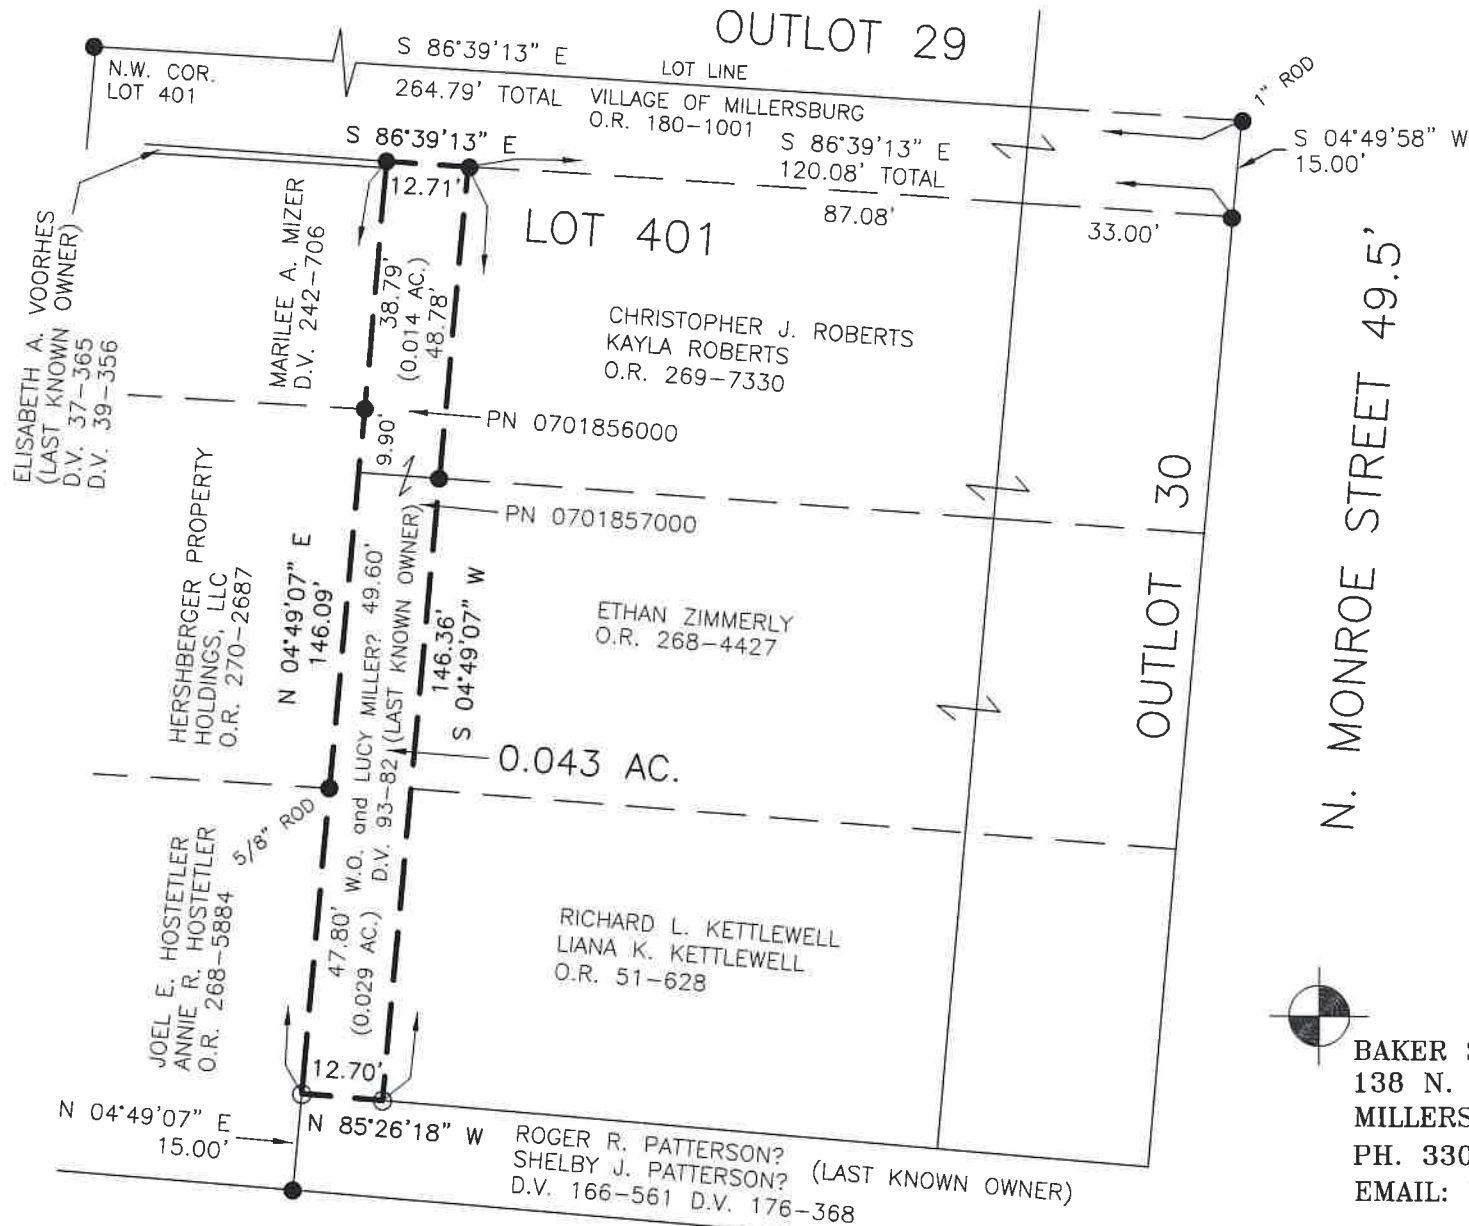 OUTLOT 29
S 86°39'13" E
LOT LINE
N.W. COR.
LOT 401
264.79' TOTAL
VILLAGE OF MILLERSBURG
O.R. 180-1001
1" ROD
S 04°49'58" W
15.00'
S 86°39'13" E
12.71'
S 86°39'13" E
120.08' TOTAL
87.08'
33.00'
LOT 401
ELISABETH A. VOORHES
(LAST KNOWN OWNER)
D.V. 37-365
D.V. 39-356
MARILEE A. MIZER
D.V. 242-706
38.79'
(0.014 AC.)
48.78'
CHRISTOPHER J. ROBERTS
KAYLA ROBERTS
O.R. 269-7330
N. MONROE STREET 49.5'
9.90'
PN 0701856000
PN 0701857000
OUTLOT 30
HERSHBERGER PROPERTY
HOLDINGS, LLC
O.R. 270-2687
N 04°49'07" E
146.09'
W.O. and LUCY MILLER? 49.60'
D.V. 93-82 (LAST KNOWN OWNER)
146.36'
S 04°49'07" W
ETHAN ZIMMERLY
O.R. 268-4427
0.043 AC.
5/8" ROD
JOEL E. HOSTETLER
ANNIE R. HOSTETLER
O.R. 268-5884
47.80'
(0.029 AC.)
RICHARD L. KETTLEWELL
LIANA K. KETTLEWELL
O.R. 51-628
12.70'
N 04°49'07" E
15.00'
N 85°26'18" W
ROGER R. PATTERSON?
SHELBY J. PATTERSON? (LAST KNOWN OWNER)
D.V. 166-561 D.V. 176-368
BAKER
138 N.
MILLERS
PH. 330
EMAIL: